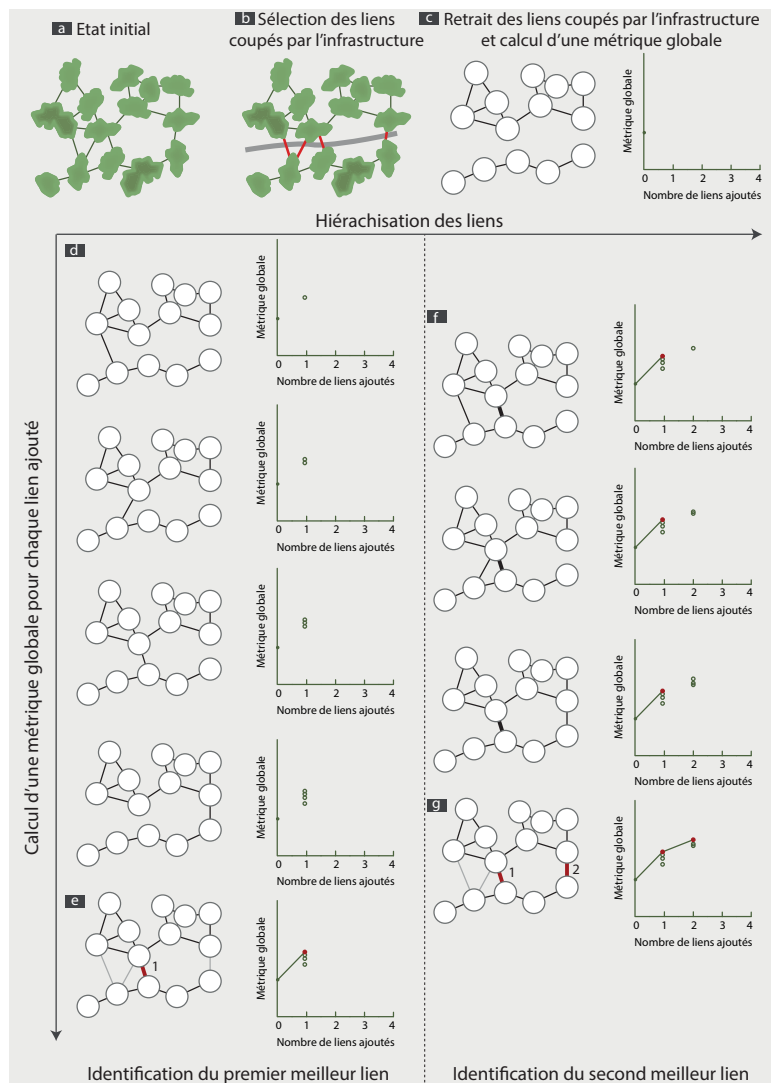 a Etat initial
b Sélection des liens
coupés par l'infrastructure
c Retrait des liens coupés par l'infrastructure
et calcul d'une métrique globale
Métrique globale
0 1 2 3 4
Nombre de liens ajoutés
Hiérachisation des liens
Calcul d'une métrique globale pour chaque lien ajouté
d
Métrique globale
0 1 2 3 4
Nombre de liens ajoutés
Métrique globale
0 1 2 3 4
Nombre de liens ajoutés
Métrique globale
0 1 2 3 4
Nombre de liens ajoutés
Métrique globale
0 1 2 3 4
Nombre de liens ajoutés
e
1
Métrique globale
0 1 2 3 4
Nombre de liens ajoutés
Identification du premier meilleur lien
f
Métrique globale
0 1 2 3 4
Nombre de liens ajoutés
Métrique globale
0 1 2 3 4
Nombre de liens ajoutés
Métrique globale
0 1 2 3 4
Nombre de liens ajoutés
g
1
2
Métrique globale
0 1 2 3 4
Nombre de liens ajoutés
Identification du second meilleur lien